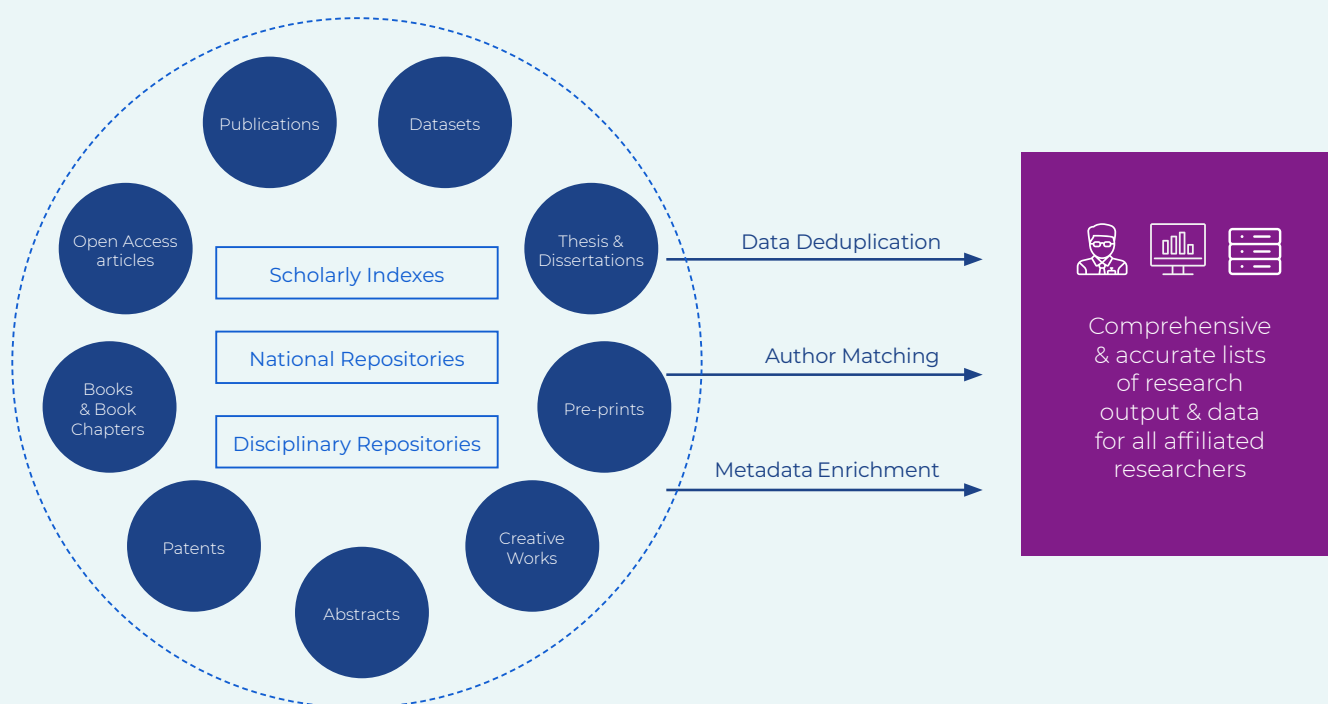 Publications
Datasets
Open Access
articles
Thesis &
Dissertations
Scholarly Indexes
National Repositories
Disciplinary Repositories
Books
& Book
Chapters
Pre-prints
Patents
Creative
Works
Abstracts
Data Deduplication
Author Matching
Metadata Enrichment
Comprehensive
& accurate lists
of research
output & data
for all affiliated
researchers